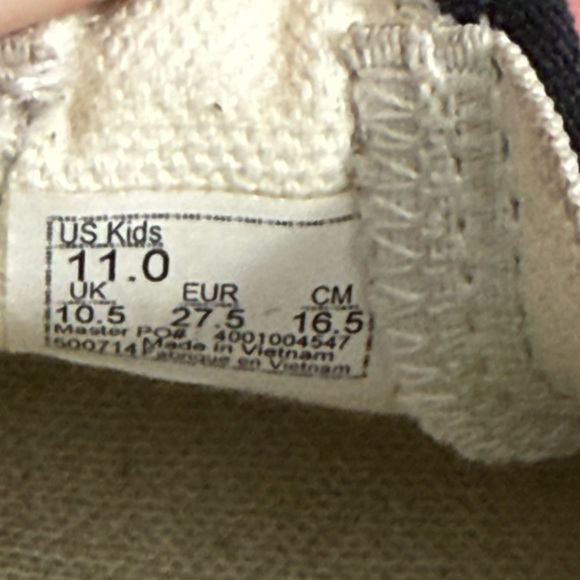 US Kids
11.0
UK EUR CM
10.5 27.5 16.5
Master PO# 4001004547
500714 Made in Vietnam
Fabriqué en Vietnam